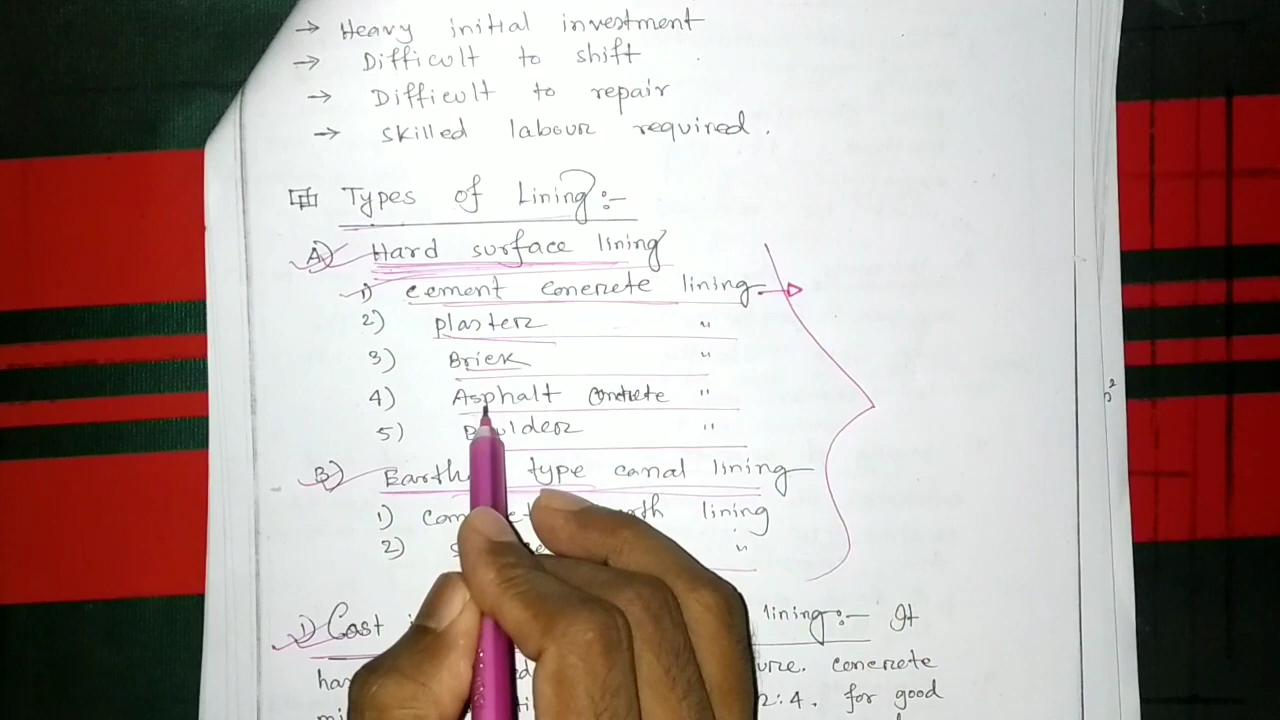 → Heavy initial investment
→ Difficult to shift
→ Difficult to repair
→ skilled labour required.
Types of Lining:-
A) Hard surface lining
1) cement concrete lining
2) plaster "
3) Brick "
4) Asphalt concrete "
5) "
B) type canal lining
1) lining
2) "
1) Cast lining:- It
concrete
2:4. for good